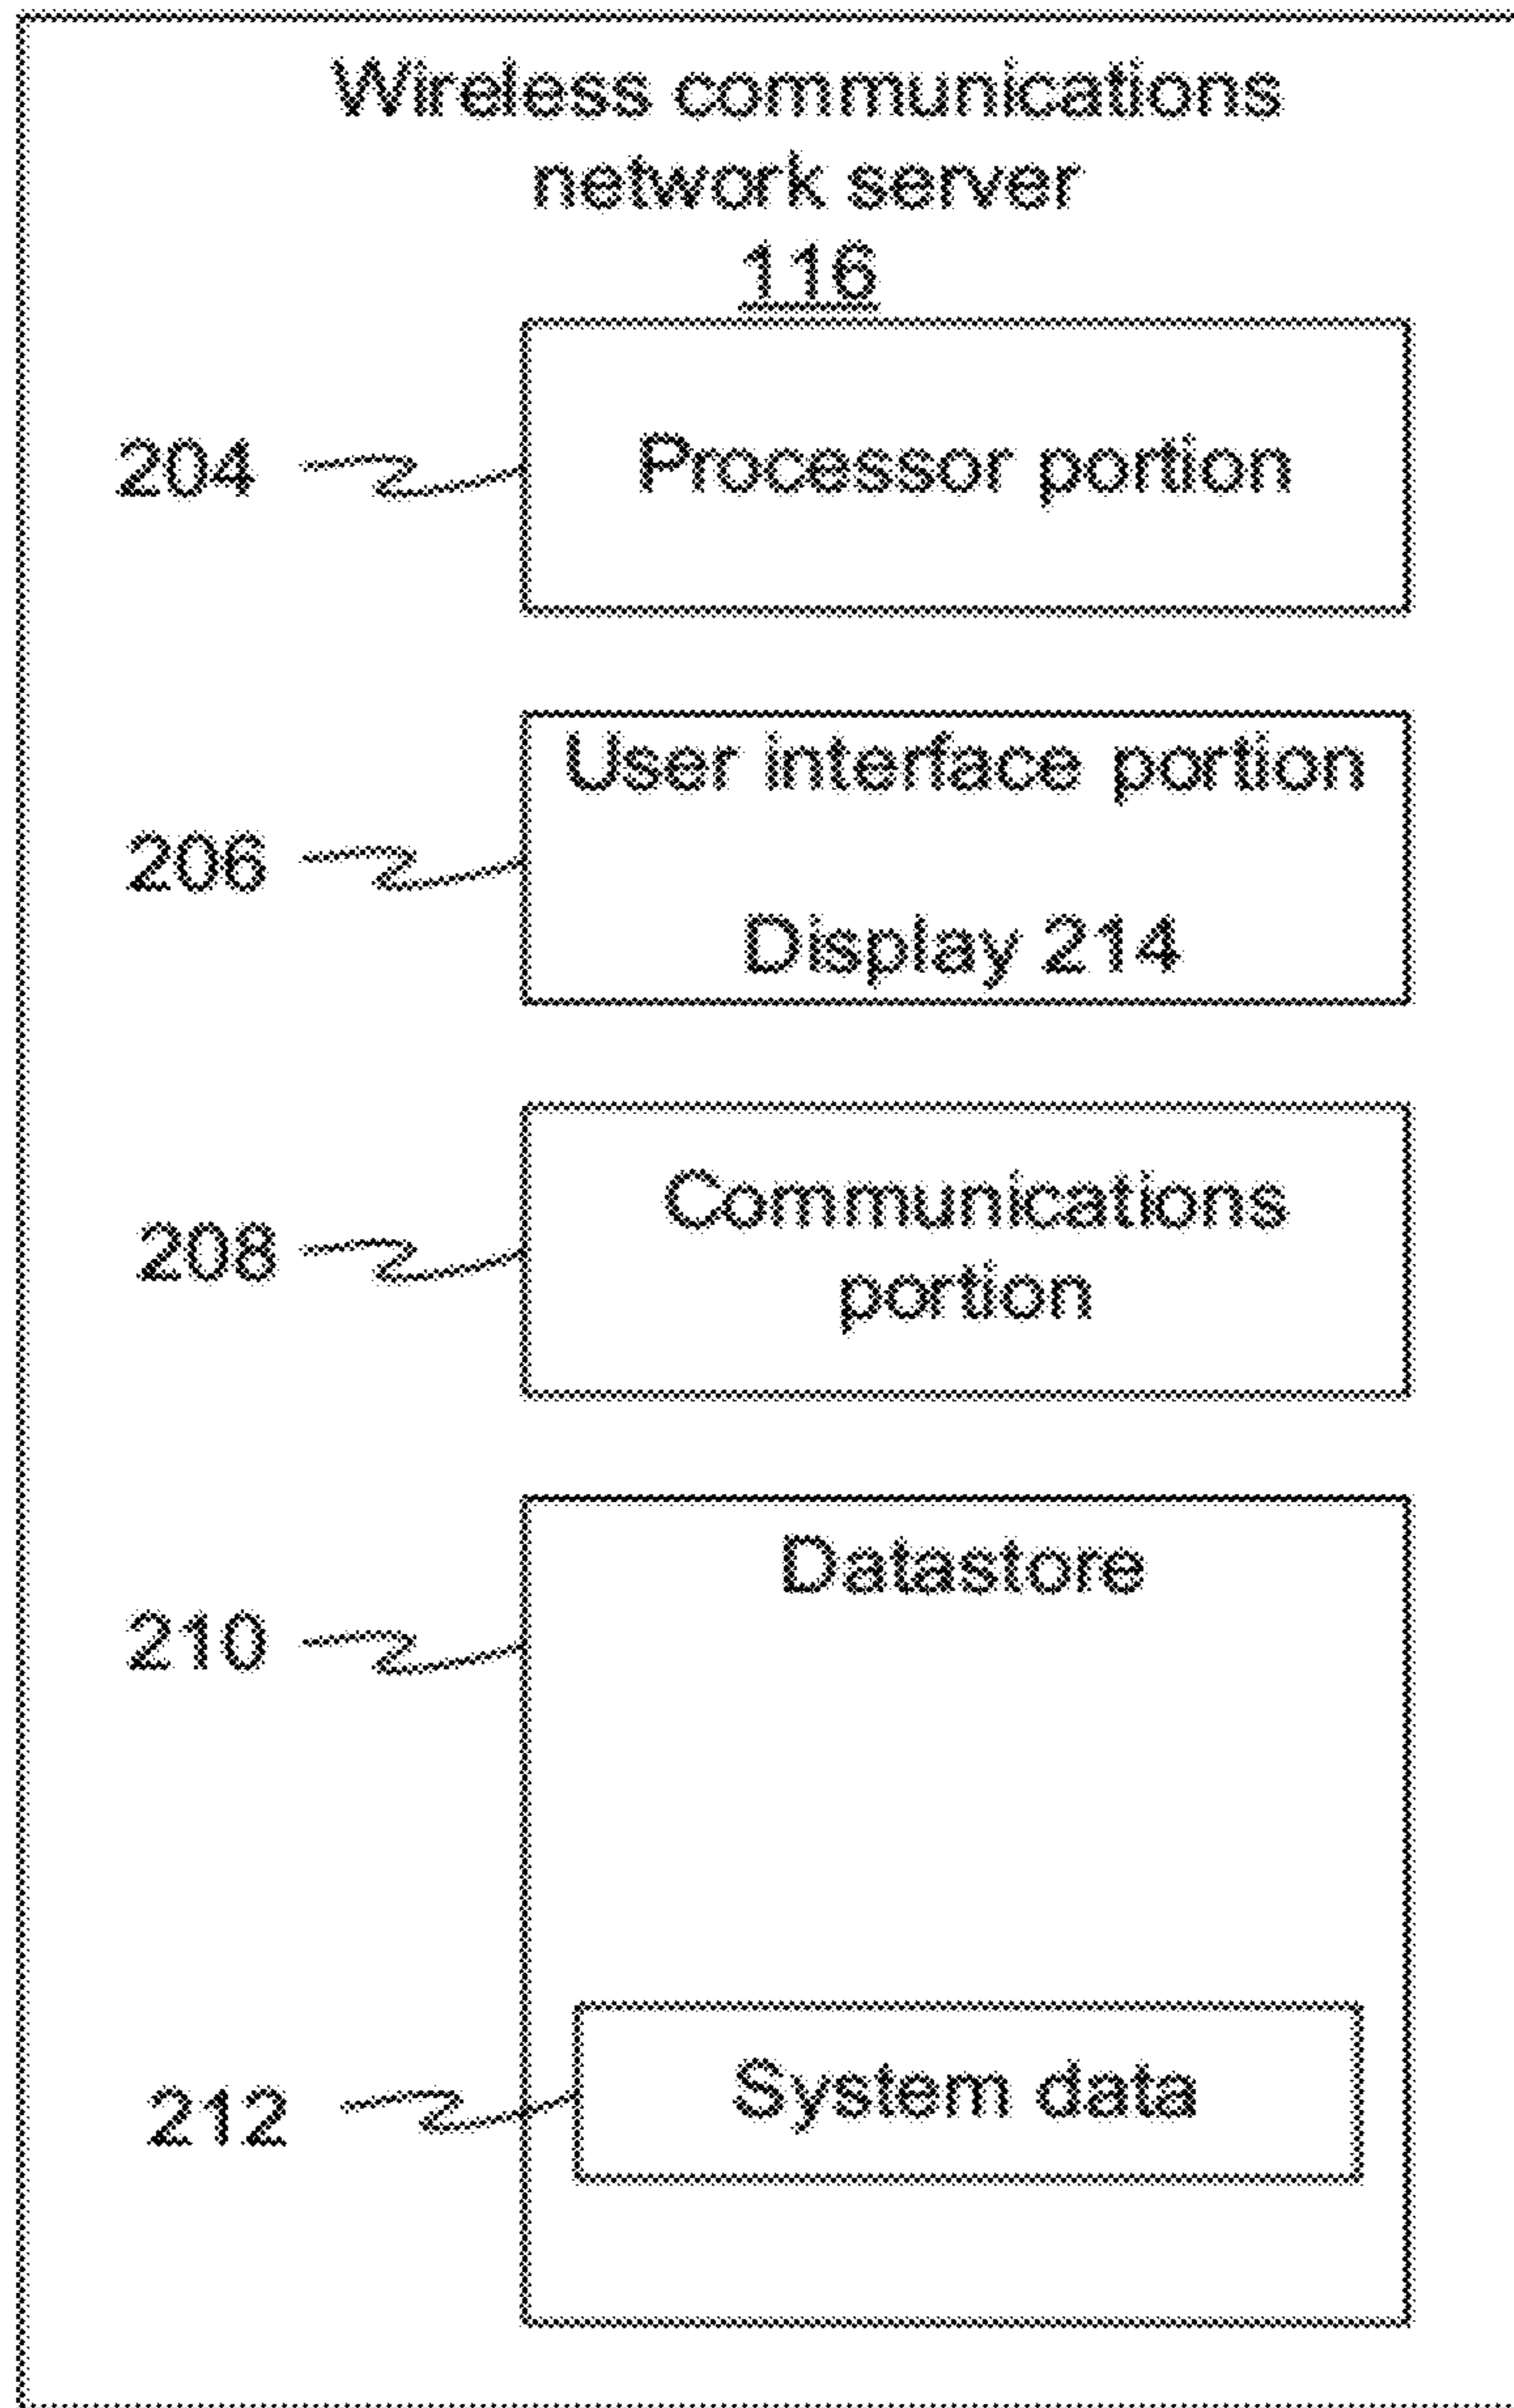 Wireless communications
network server
116
204
Processor portion
User interface portion
206
Display 214
Communications
208
portion
Datastore
210
System data
212